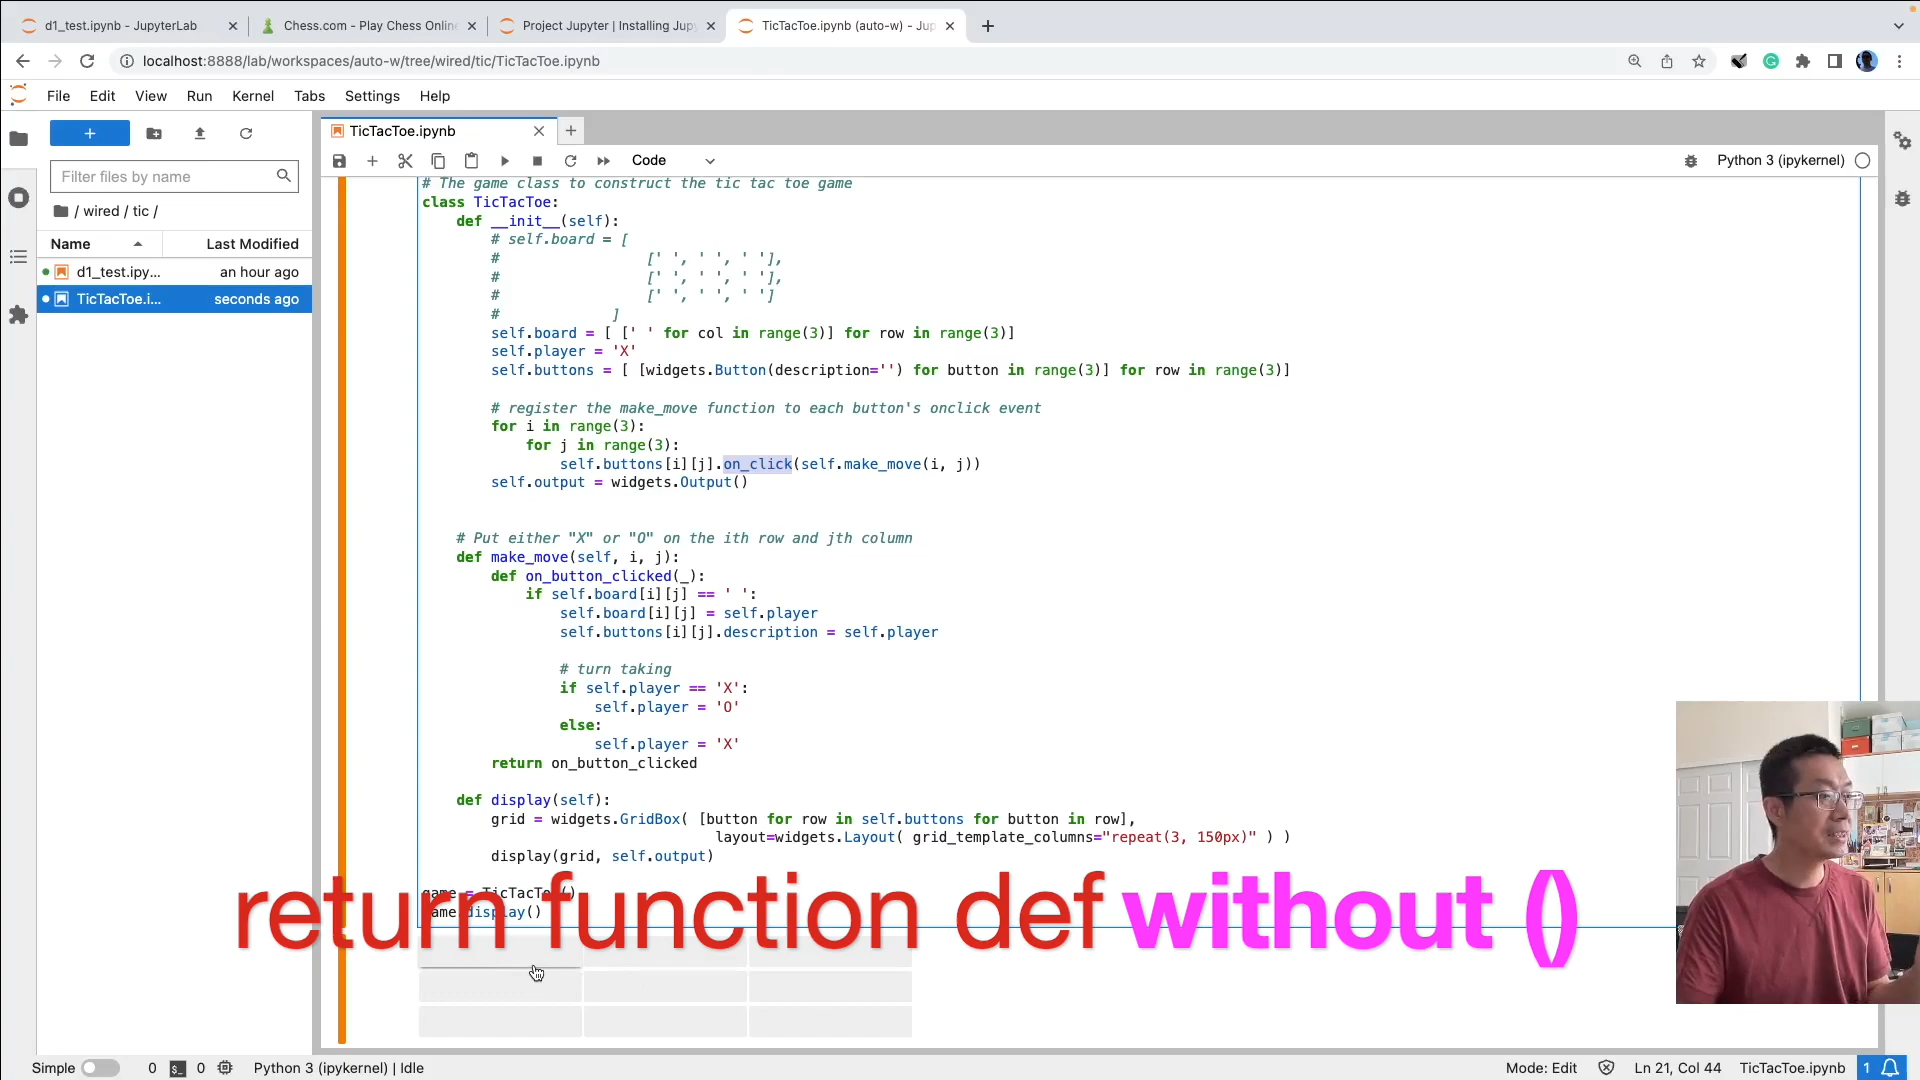 d1_test.ipynb - JupyterLab
Chess.com - Play Chess Online
Project Jupyter | Installing Jupy
TicTacToe.ipynb (auto-w) - Jup
localhost:8888/lab/workspaces/auto-w/tree/wired/tic/TicTacToe.ipynb
File Edit View Run Kernel Tabs Settings Help
Filter files by name
/ wired / tic /
Name Last Modified
d1_test.ipy... an hour ago
TicTacToe.i... seconds ago
TicTacToe.ipynb
Code
Python 3 (ipykernel)
# The game class to construct the tic tac toe game
class TicTacToe:
    def __init__(self):
        # self.board = [
        #                 [' ', ' ', ' '],
        #                 [' ', ' ', ' '],
        #                 [' ', ' ', ' ']
        #             ]
        self.board = [ [' ' for col in range(3)] for row in range(3)]
        self.player = 'X'
        self.buttons = [ [widgets.Button(description='') for button in range(3)] for row in range(3)]
        # register the make_move function to each button's onclick event
        for i in range(3):
            for j in range(3):
                self.buttons[i][j].on_click(self.make_move(i, j))
        self.output = widgets.Output()
    # Put either "X" or "O" on the ith row and jth column
    def make_move(self, i, j):
        def on_button_clicked(_):
            if self.board[i][j] == ' ':
                self.board[i][j] = self.player
                self.buttons[i][j].description = self.player
                # turn taking
                if self.player == 'X':
                    self.player = 'O'
                else:
                    self.player = 'X'
        return on_button_clicked
    def display(self):
        grid = widgets.GridBox( [button for row in self.buttons for button in row],
                                  layout=widgets.Layout( grid_template_columns="repeat(3, 150px)" ) )
        display(grid, self.output)
game = TicTacToe()
game.display()
return function def without ()
Simple 0 $_ 0 Python 3 (ipykernel) | Idle
Mode: Edit Ln 21, Col 44 TicTacToe.ipynb 1